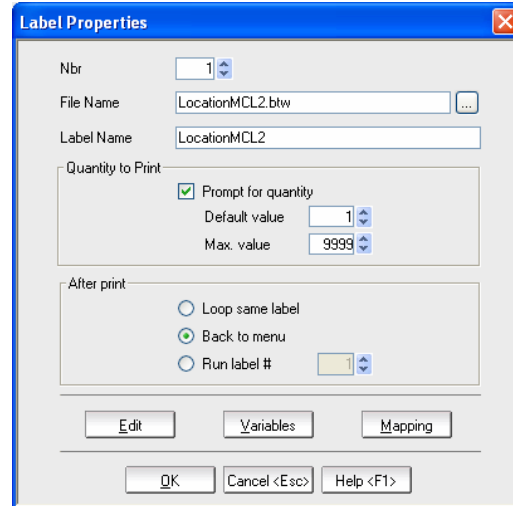 Label Properties
Nbr 1
File Name LocationMCL2.btw ...
Label Name LocationMCL2
Quantity to Print
Prompt for quantity
Default value 1
Max. value 9999
After print
Loop same label
Back to menu
Run label # 1
Edit Variables Mapping
OK Cancel <Esc> Help <F1>